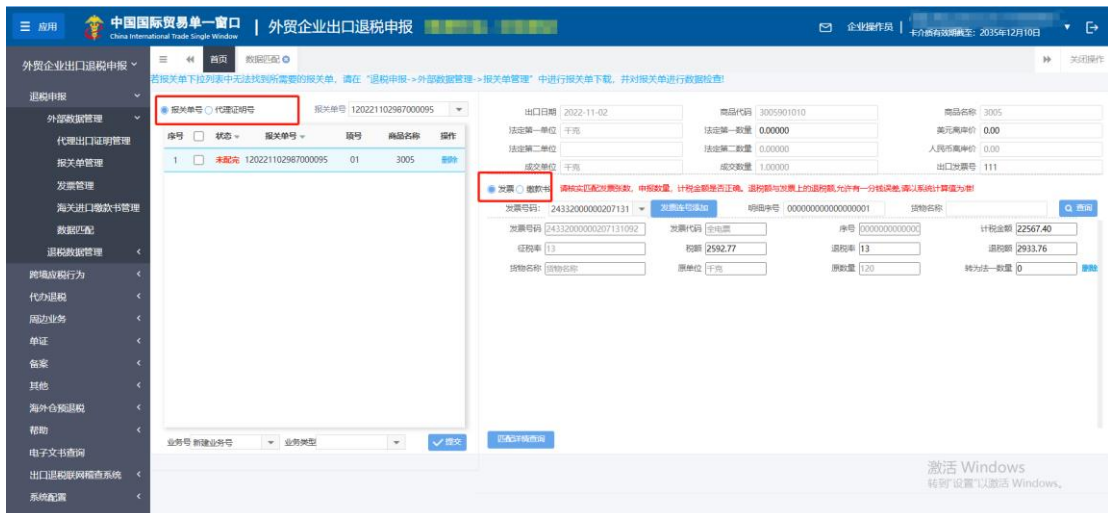 应用 中国国际贸易单一窗口 | 外贸企业出口退税申报 企业操作员 | 卡介质有效期截至: 2035年12月10日
China International Trade Single Window
外贸企业出口退税申报 首页 数据匹配 关闭操作
若报关单下拉列表中无法找到所需要的报关单，请在“退税申报->外部数据管理->报关单管理”中进行报关单下载，并对报关单进行数据检查!
退税申报
外部数据管理
代理出口证明管理
报关单管理
发票管理
海关进口缴款书管理
数据匹配
退税数据管理
跨境应税行为
代办退税
周边业务
单证
备案
其他
海外仓预退税
帮助
电子文书查询
出口退税联网稽查系统
系统配置
报关单号 代理证明号 报关单号 120221102987000095
序号 状态 报关单号 项号 商品名称 操作
1 未配完 120221102987000095 01 3005 删除
业务号 新建业务号 业务类型 提交
出口日期 2022-11-02 商品代码 3005901010 商品名称 3005
法定第一单位 千克 法定第一数量 0.00000 美元离岸价 0.00
法定第二单位 法定第二数量 0.00000 人民币离岸价 0.00
成交单位 千克 成交数量 1.00000 出口发票号 111
发票 缴款书 请核实匹配发票张数，申报数量，计税金额是否正确。退税额与发票上的退税额,允许有一分钱误差,请以系统计算值为准!
发票号码: 24332000000207131 发票连号添加 明细序号 000000000000000001 货物名称 查询
发票号码 24332000000207131092 发票代码 全电票 序号 0000000000000 计税金额 22567.40
征税率 13 税额 2592.77 退税率 13 退税额 2933.76
货物名称 货物名称 原单位 千克 原数量 120 转为法一数量 0 删除
匹配详情查询
激活 Windows
转到“设置”以激活 Windows。